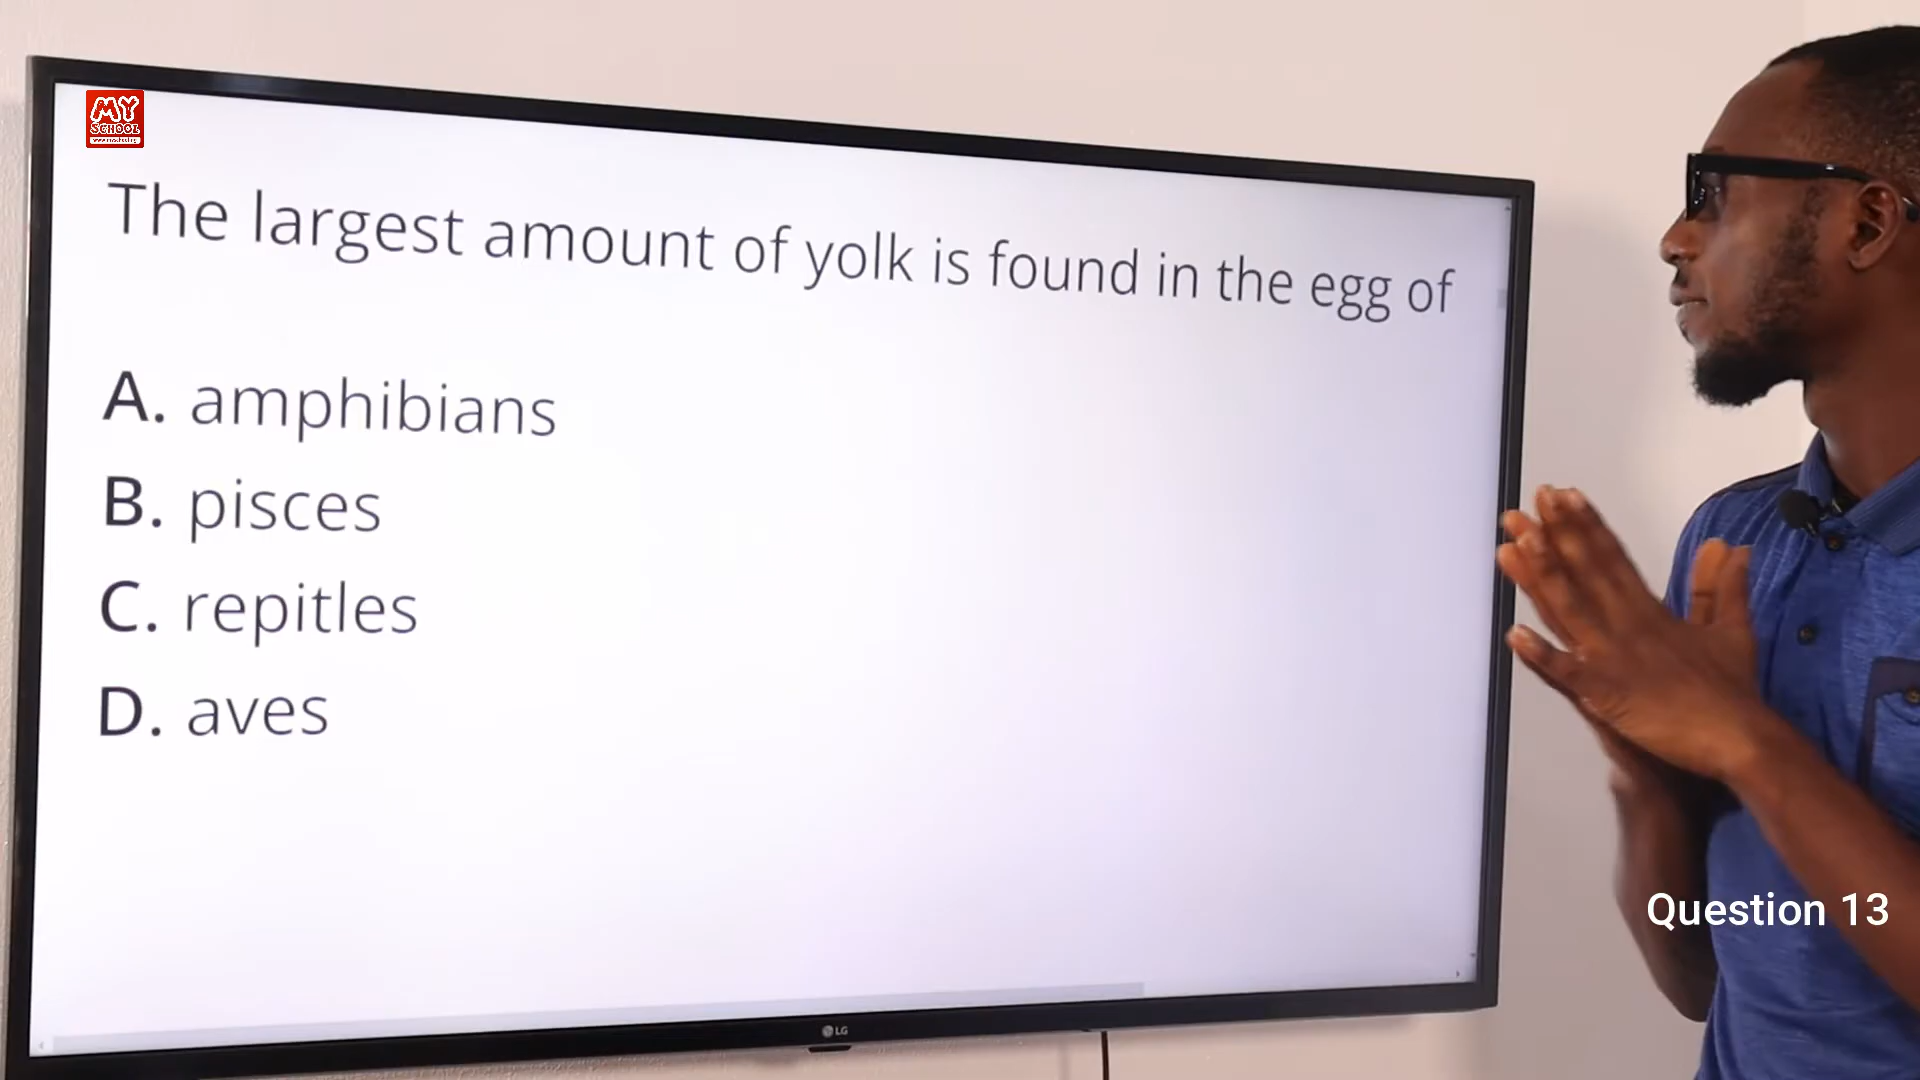 MY
SCHOOL
The largest amount of yolk is found in the egg of
A. amphibians
B. pisces
C. repitles
D. aves
LG
Question 13